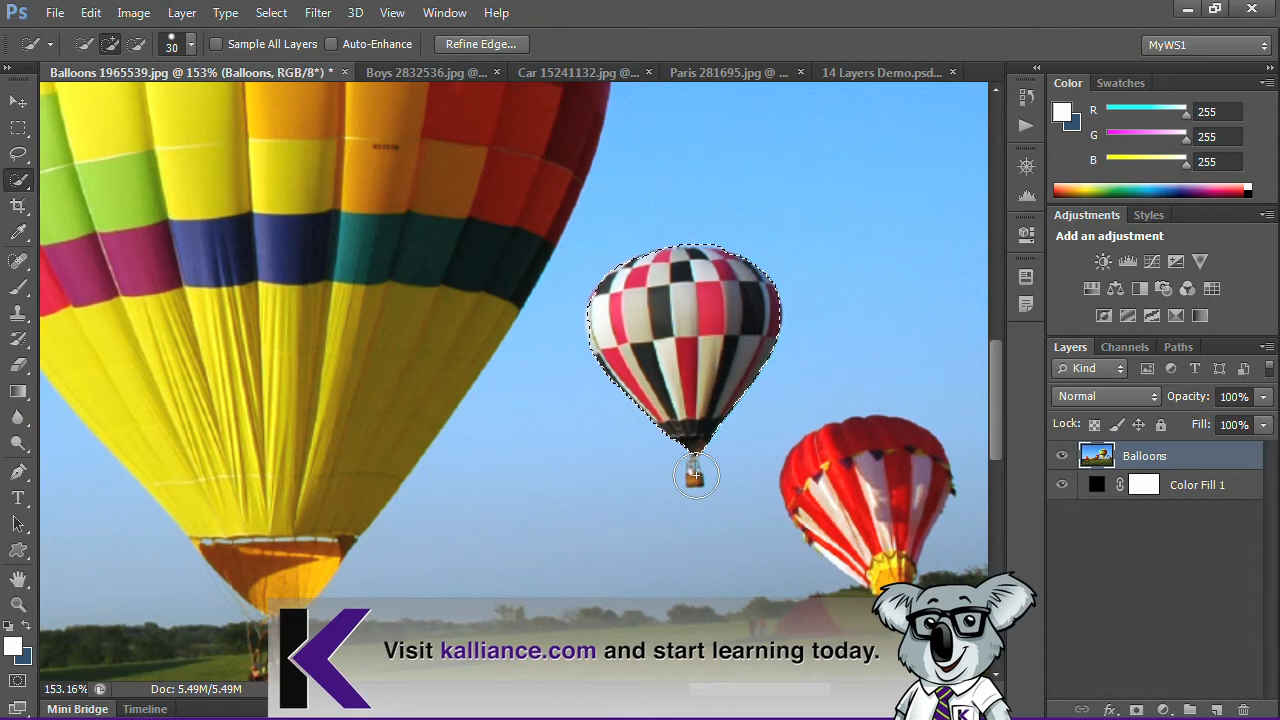 Ps File Edit Image Layer Type Select Filter 3D View Window Help
30 Sample All Layers Auto-Enhance Refine Edge... MyWS1
Balloons 1965539.jpg @ 153% (Balloons, RGB/8*) * × Boys 2832536.jpg @... × Car 15241132.jpg @... × Paris 281695.jpg @ ... × 14 Layers Demo.psd... ×
Color Swatches
R 255
G 255
B 255
Adjustments Styles
Add an adjustment
Layers Channels Paths
Kind
Normal Opacity: 100%
Lock: Fill: 100%
Balloons
Color Fill 1
Visit kalliance.com and start learning today.
K
153.16% Doc: 5.49M/5.49M
Mini Bridge Timeline